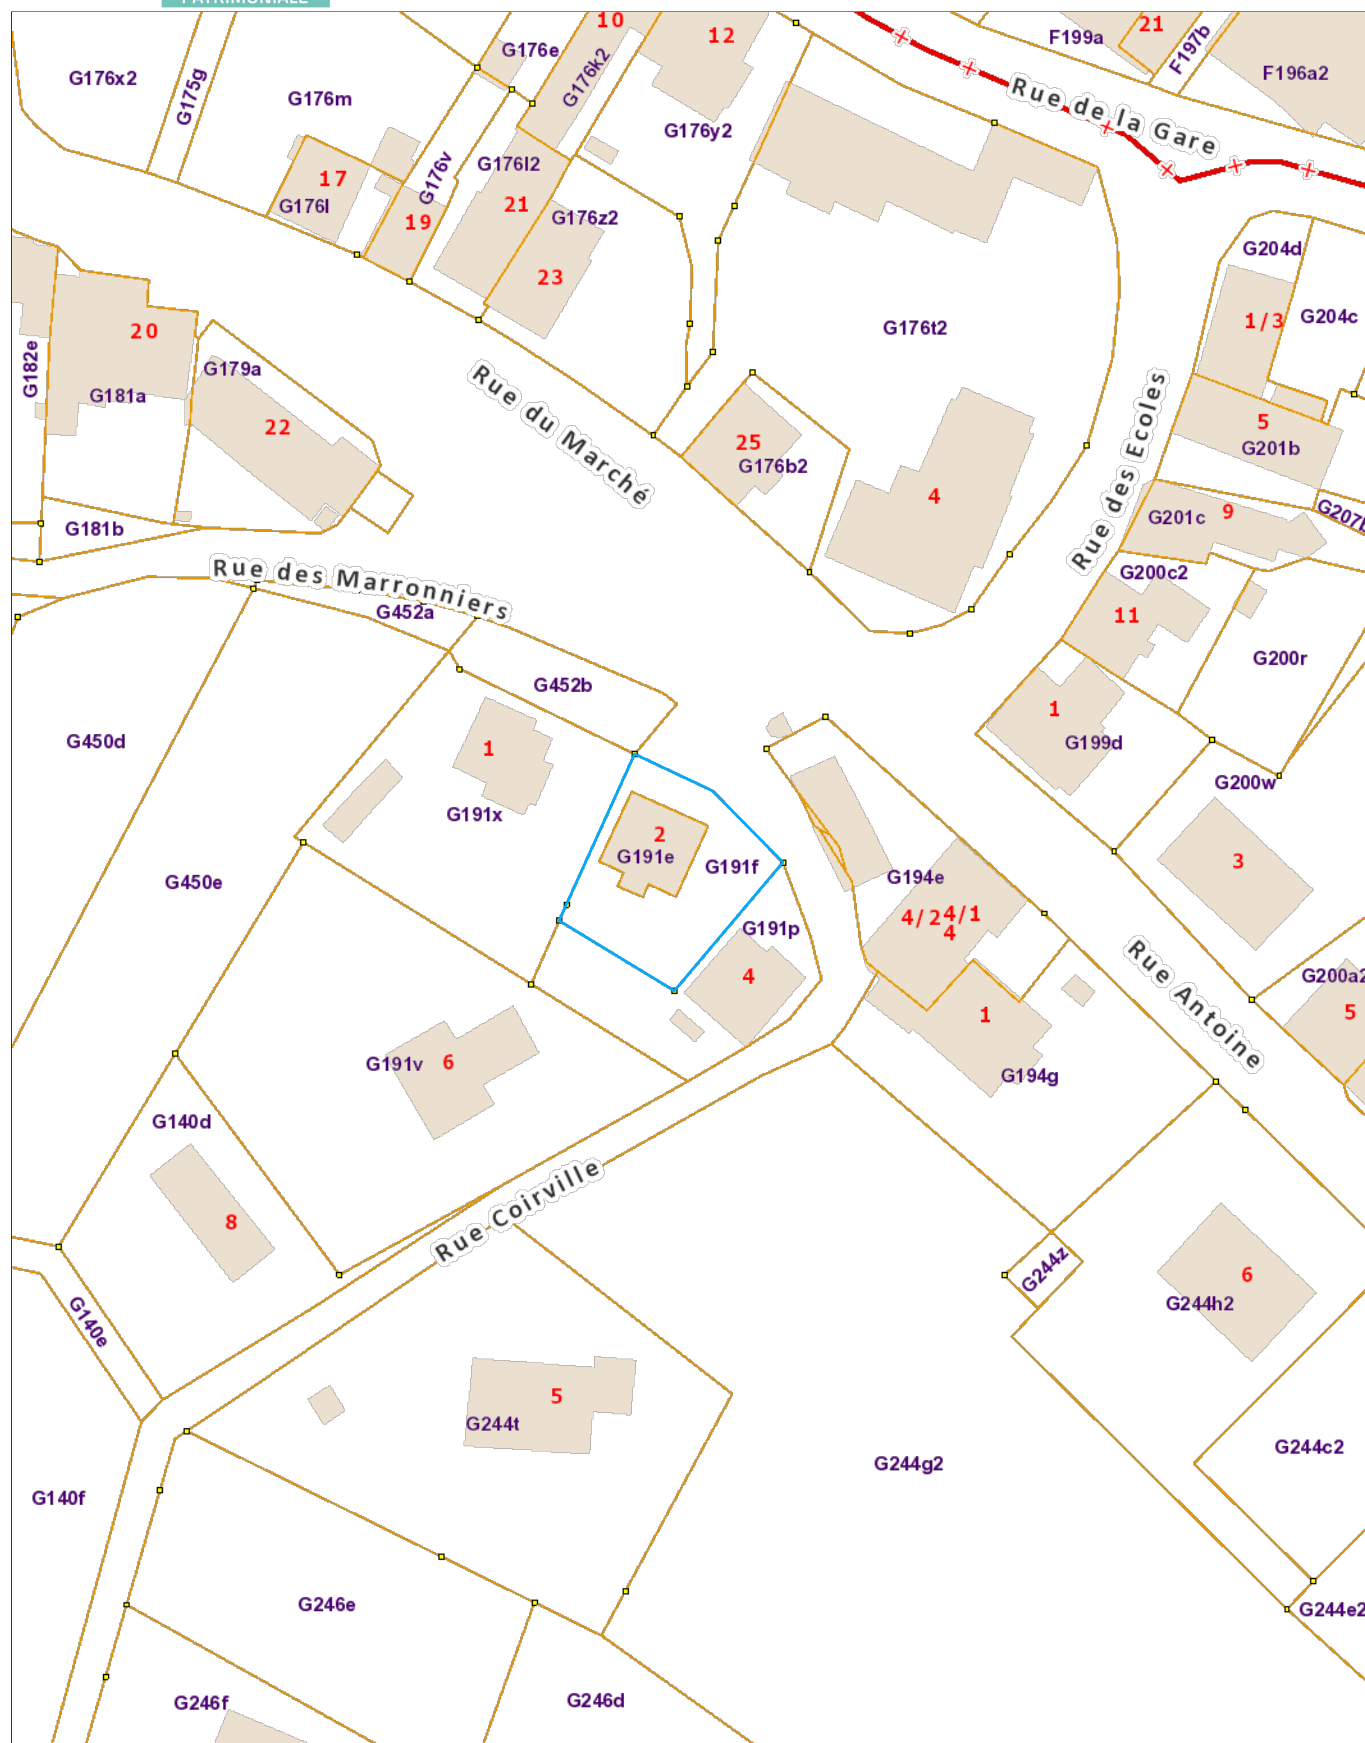 PATRIMONIALE
10
12
21
G176e
G176k2
F199a
F197b
F196a2
G176x2
G175g
G176m
G176y2
Rue de la Gare
G176v
G176l2
17
G176l
19
21
G176z2
23
G204d
1/3
G204c
G176t2
20
G182e
G181a
G179a
22
Rue du Marché
25
G176b2
4
Rue des Ecoles
5
G201b
G201c
9
G207b
G181b
Rue des Marronniers
G452a
G200c2
11
G200r
G452b
G450d
1
G191x
1
G199d
G200w
2
G191e
G191f
3
G450e
G194e
4/2
4/1
4
G191p
4
Rue Antoine
G200a2
5
1
G194g
G191v
6
G140d
8
Rue Coirville
G244z
6
G244h2
G140e
5
G244t
G244c2
G244g2
G140f
G246e
G244e2
G246f
G246d